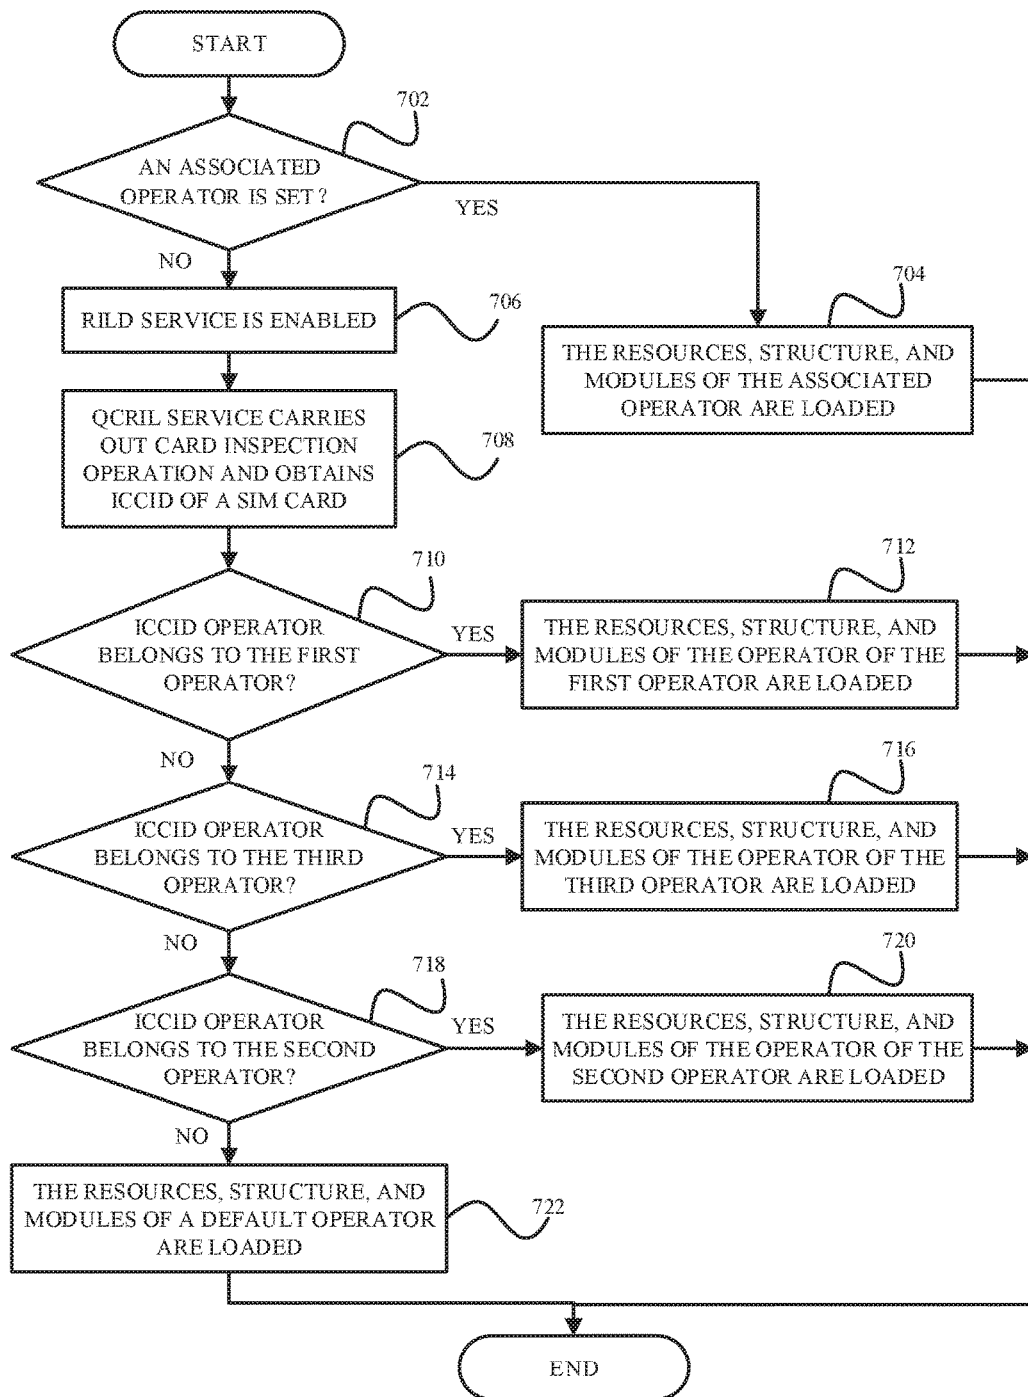 START
702
AN ASSOCIATED
OPERATOR IS SET?
YES
NO
704
706
RILD SERVICE IS ENABLED
THE RESOURCES, STRUCTURE, AND
MODULES OF THE ASSOCIATED
OPERATOR ARE LOADED
QCRIL SERVICE CARRIES
OUT CARD INSPECTION
OPERATION AND OBTAINS
ICCID OF A SIM CARD
708
710
712
ICCID OPERATOR
BELONGS TO THE FIRST
OPERATOR?
YES
THE RESOURCES, STRUCTURE, AND
MODULES OF THE OPERATOR OF THE
FIRST OPERATOR ARE LOADED
NO
714
716
ICCID OPERATOR
BELONGS TO THE THIRD
OPERATOR?
YES
THE RESOURCES, STRUCTURE, AND
MODULES OF THE OPERATOR OF THE
THIRD OPERATOR ARE LOADED
NO
718
720
ICCID OPERATOR
BELONGS TO THE SECOND
OPERATOR?
YES
THE RESOURCES, STRUCTURE, AND
MODULES OF THE OPERATOR OF THE
SECOND OPERATOR ARE LOADED
NO
THE RESOURCES, STRUCTURE, AND
MODULES OF A DEFAULT OPERATOR
ARE LOADED
722
END